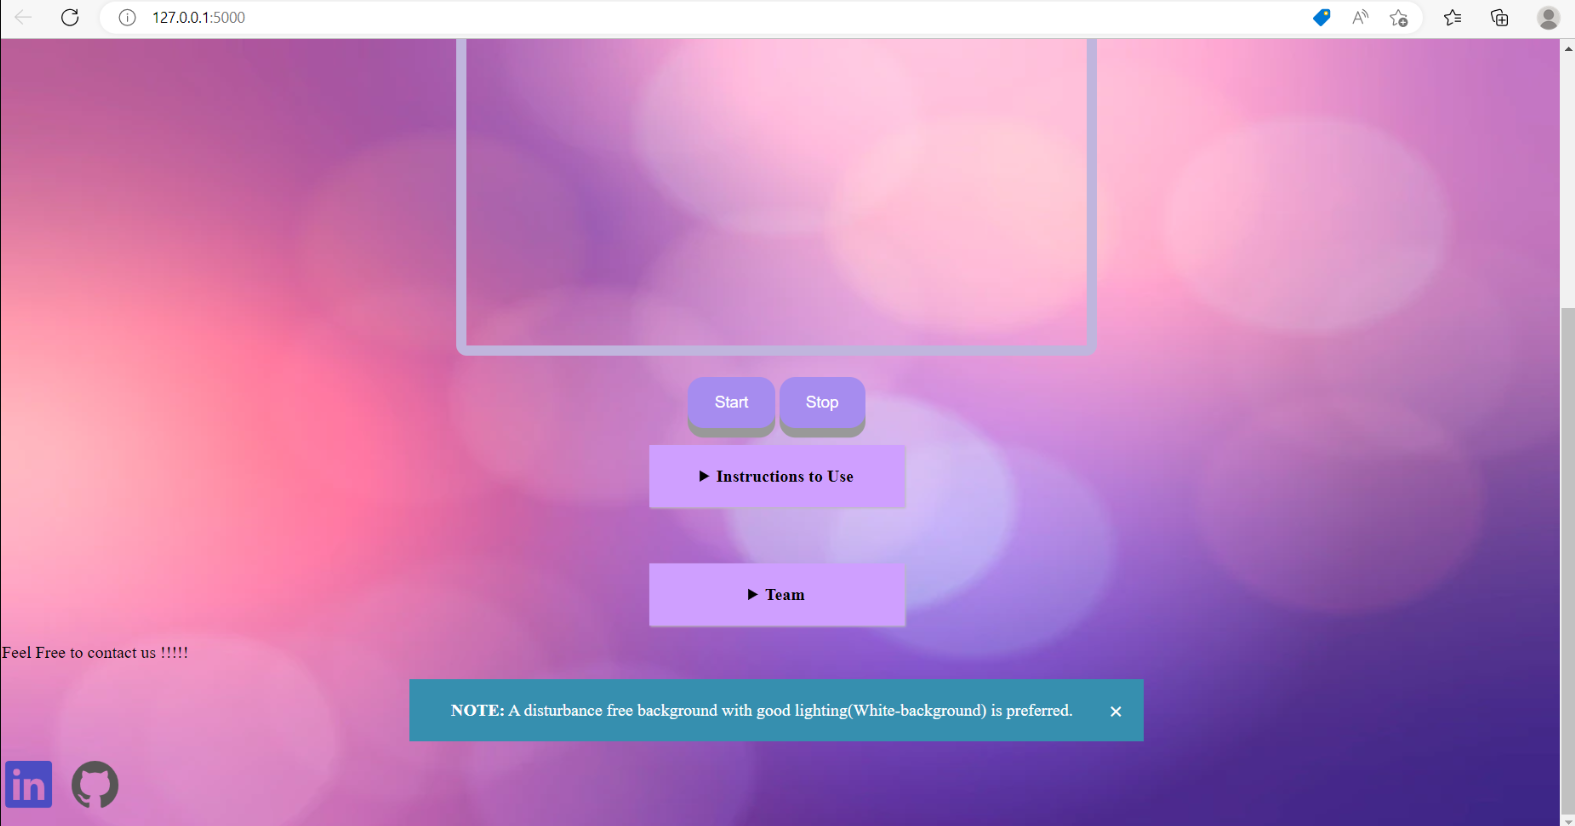 127.0.0.1:5000
Start Stop
▶ Instructions to Use
▶ Team
Feel Free to contact us !!!!!
NOTE: A disturbance free background with good lighting(White-background) is preferred. ×
in